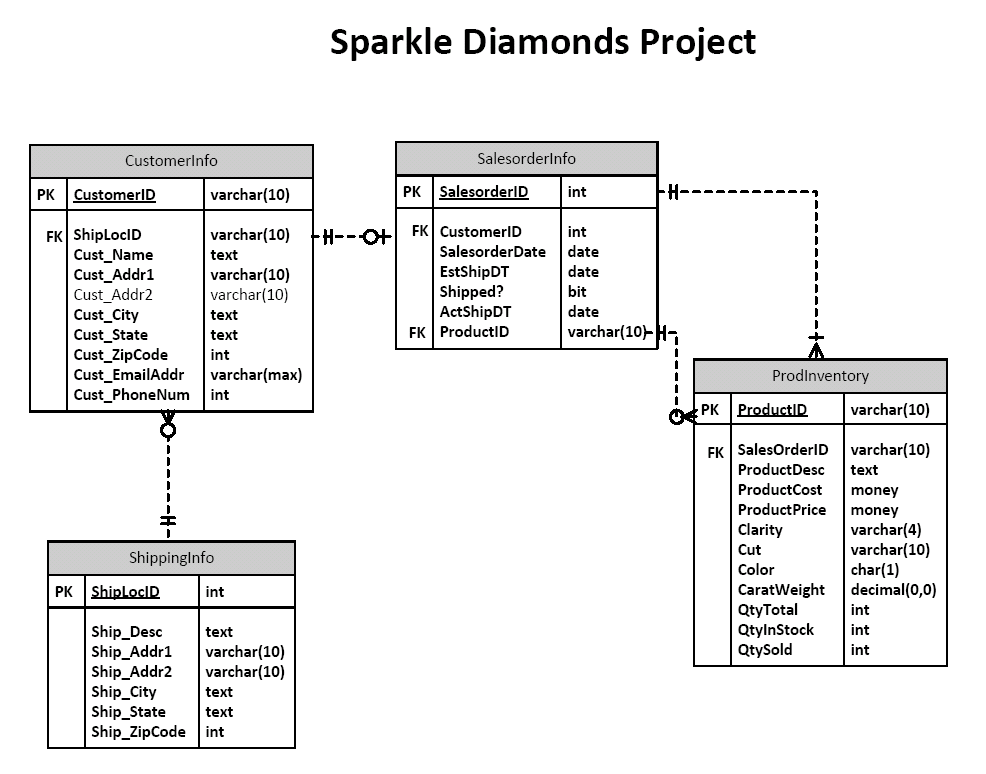 Sparkle Diamonds Project
CustomerInfo
PK CustomerID varchar(10)
FK ShipLocID varchar(10)
Cust_Name text
Cust_Addr1 varchar(10)
Cust_Addr2 varchar(10)
Cust_City text
Cust_State text
Cust_ZipCode int
Cust_EmailAddr varchar(max)
Cust_PhoneNum int
SalesorderInfo
PK SalesorderID int
FK CustomerID int
SalesorderDate date
EstShipDT date
Shipped? bit
ActShipDT date
FK ProductID varchar(10)
ProdInventory
PK ProductID varchar(10)
FK SalesOrderID varchar(10)
ProductDesc text
ProductCost money
ProductPrice money
Clarity varchar(4)
Cut varchar(10)
Color char(1)
CaratWeight decimal(0,0)
QtyTotal int
QtyInStock int
QtySold int
ShippingInfo
PK ShipLocID int
Ship_Desc text
Ship_Addr1 varchar(10)
Ship_Addr2 varchar(10)
Ship_City text
Ship_State text
Ship_ZipCode int